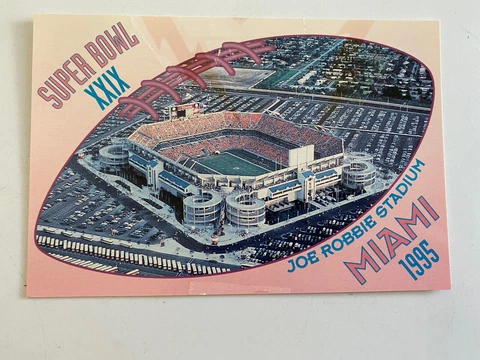 SUPER BOWL
XXIX
JOE ROBBIE STADIUM
MIAMI
1995